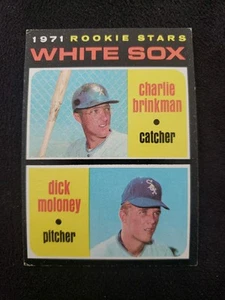 1971 ROOKIE STARS
WHITE SOX
charlie
brinkman
•
catcher
dick
moloney
•
pitcher